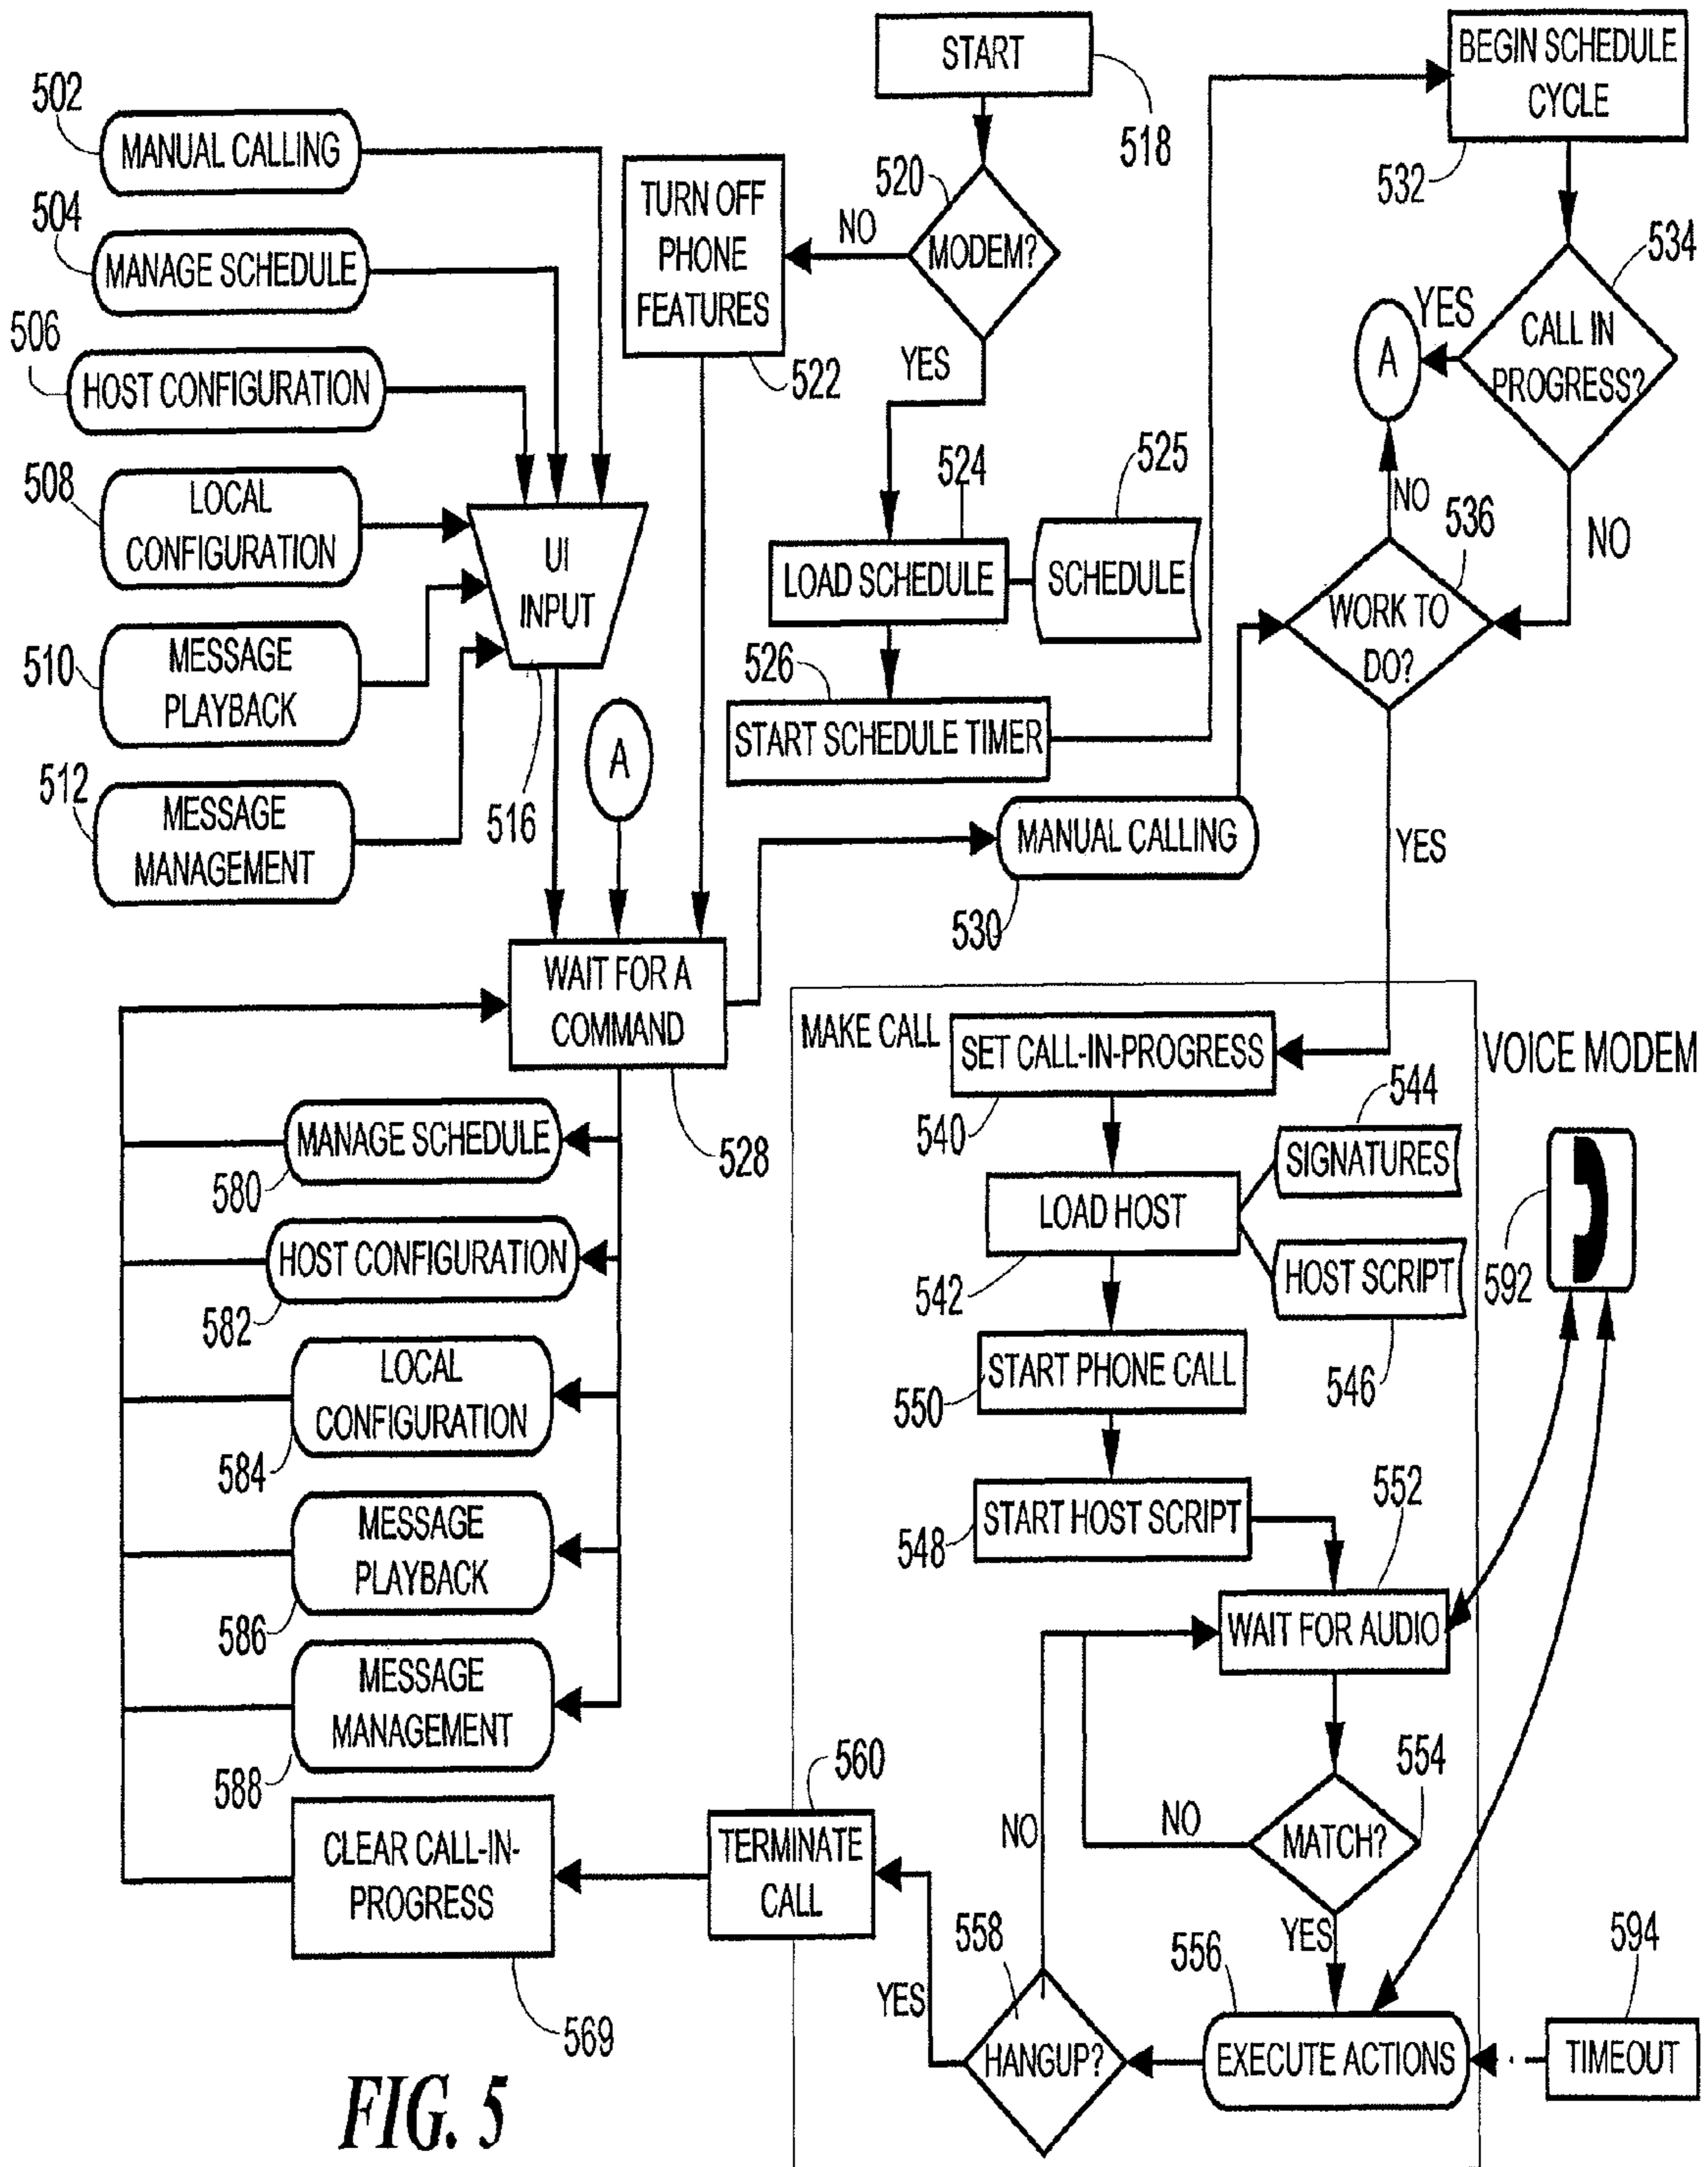 START
518
BEGIN SCHEDULE
CYCLE
532
502
MANUAL CALLING
504
MANAGE SCHEDULE
506
HOST CONFIGURATION
508
LOCAL
CONFIGURATION
510
MESSAGE
PLAYBACK
512
MESSAGE
MANAGEMENT
UI
INPUT
516
TURN OFF
PHONE
FEATURES
522
520
MODEM?
NO
YES
524
LOAD SCHEDULE
525
SCHEDULE
526
START SCHEDULE TIMER
534
CALL IN
PROGRESS?
YES
A
NO
NO
536
WORK TO
DO?
YES
A
MANUAL CALLING
530
WAIT FOR A
COMMAND
528
MANAGE SCHEDULE
580
HOST CONFIGURATION
582
LOCAL
CONFIGURATION
584
MESSAGE
PLAYBACK
586
MESSAGE
MANAGEMENT
588
CLEAR CALL-IN-
PROGRESS
569
MAKE CALL
SET CALL-IN-PROGRESS
540
VOICE MODEM
544
SIGNATURES
LOAD HOST
542
HOST SCRIPT
546
592
START PHONE CALL
550
START HOST SCRIPT
548
552
WAIT FOR AUDIO
554
MATCH?
NO
YES
NO
560
TERMINATE
CALL
558
HANGUP?
YES
556
EXECUTE ACTIONS
594
TIMEOUT
FIG. 5